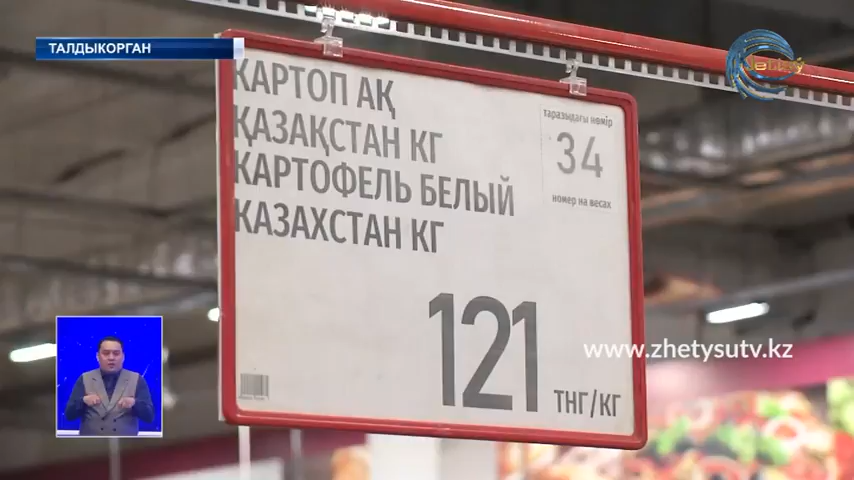 ТАЛДЫКОРГАН
КАРТОП АҚ
ҚАЗАҚСТАН КГ
КАРТОФЕЛЬ БЕЛЫЙ
КАЗАХСТАН КГ
таразыдағы нөмір
34
номер на весах
121 ТНГ/КГ
www.zhetysutv.kz